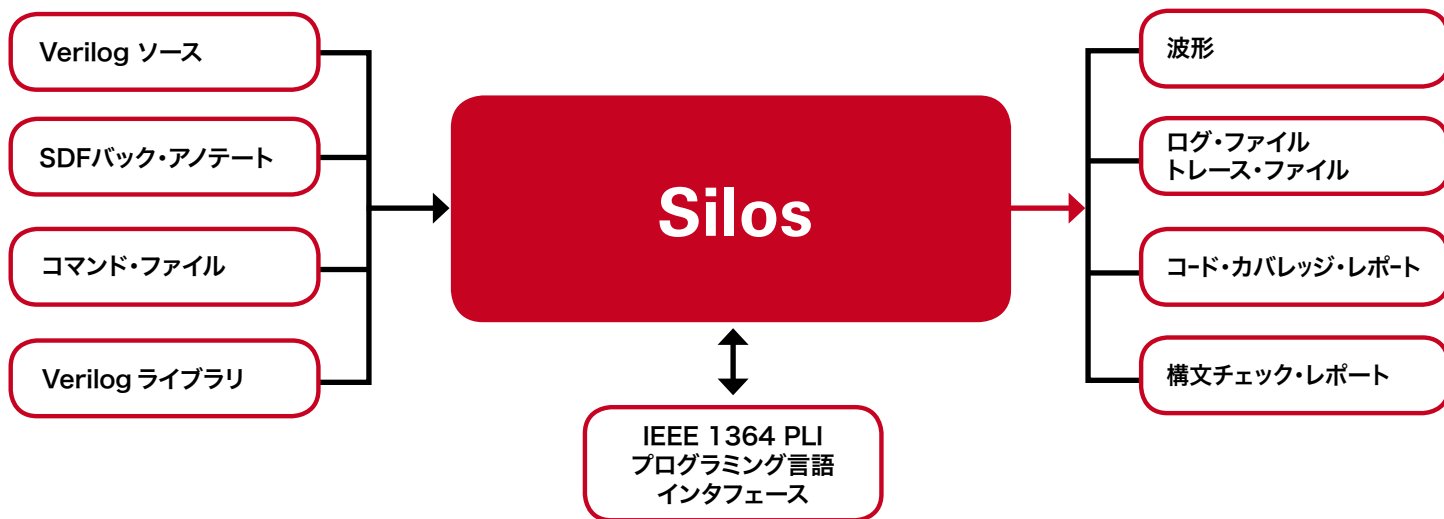 Verilog ソース
SDFバック・アノテート
コマンド・ファイル
Verilog ライブラリ
Silos
IEEE 1364 PLI
プログラミング言語
インタフェース
波形
ログ・ファイル
トレース・ファイル
コード・カバレッジ・レポート
構文チェック・レポート